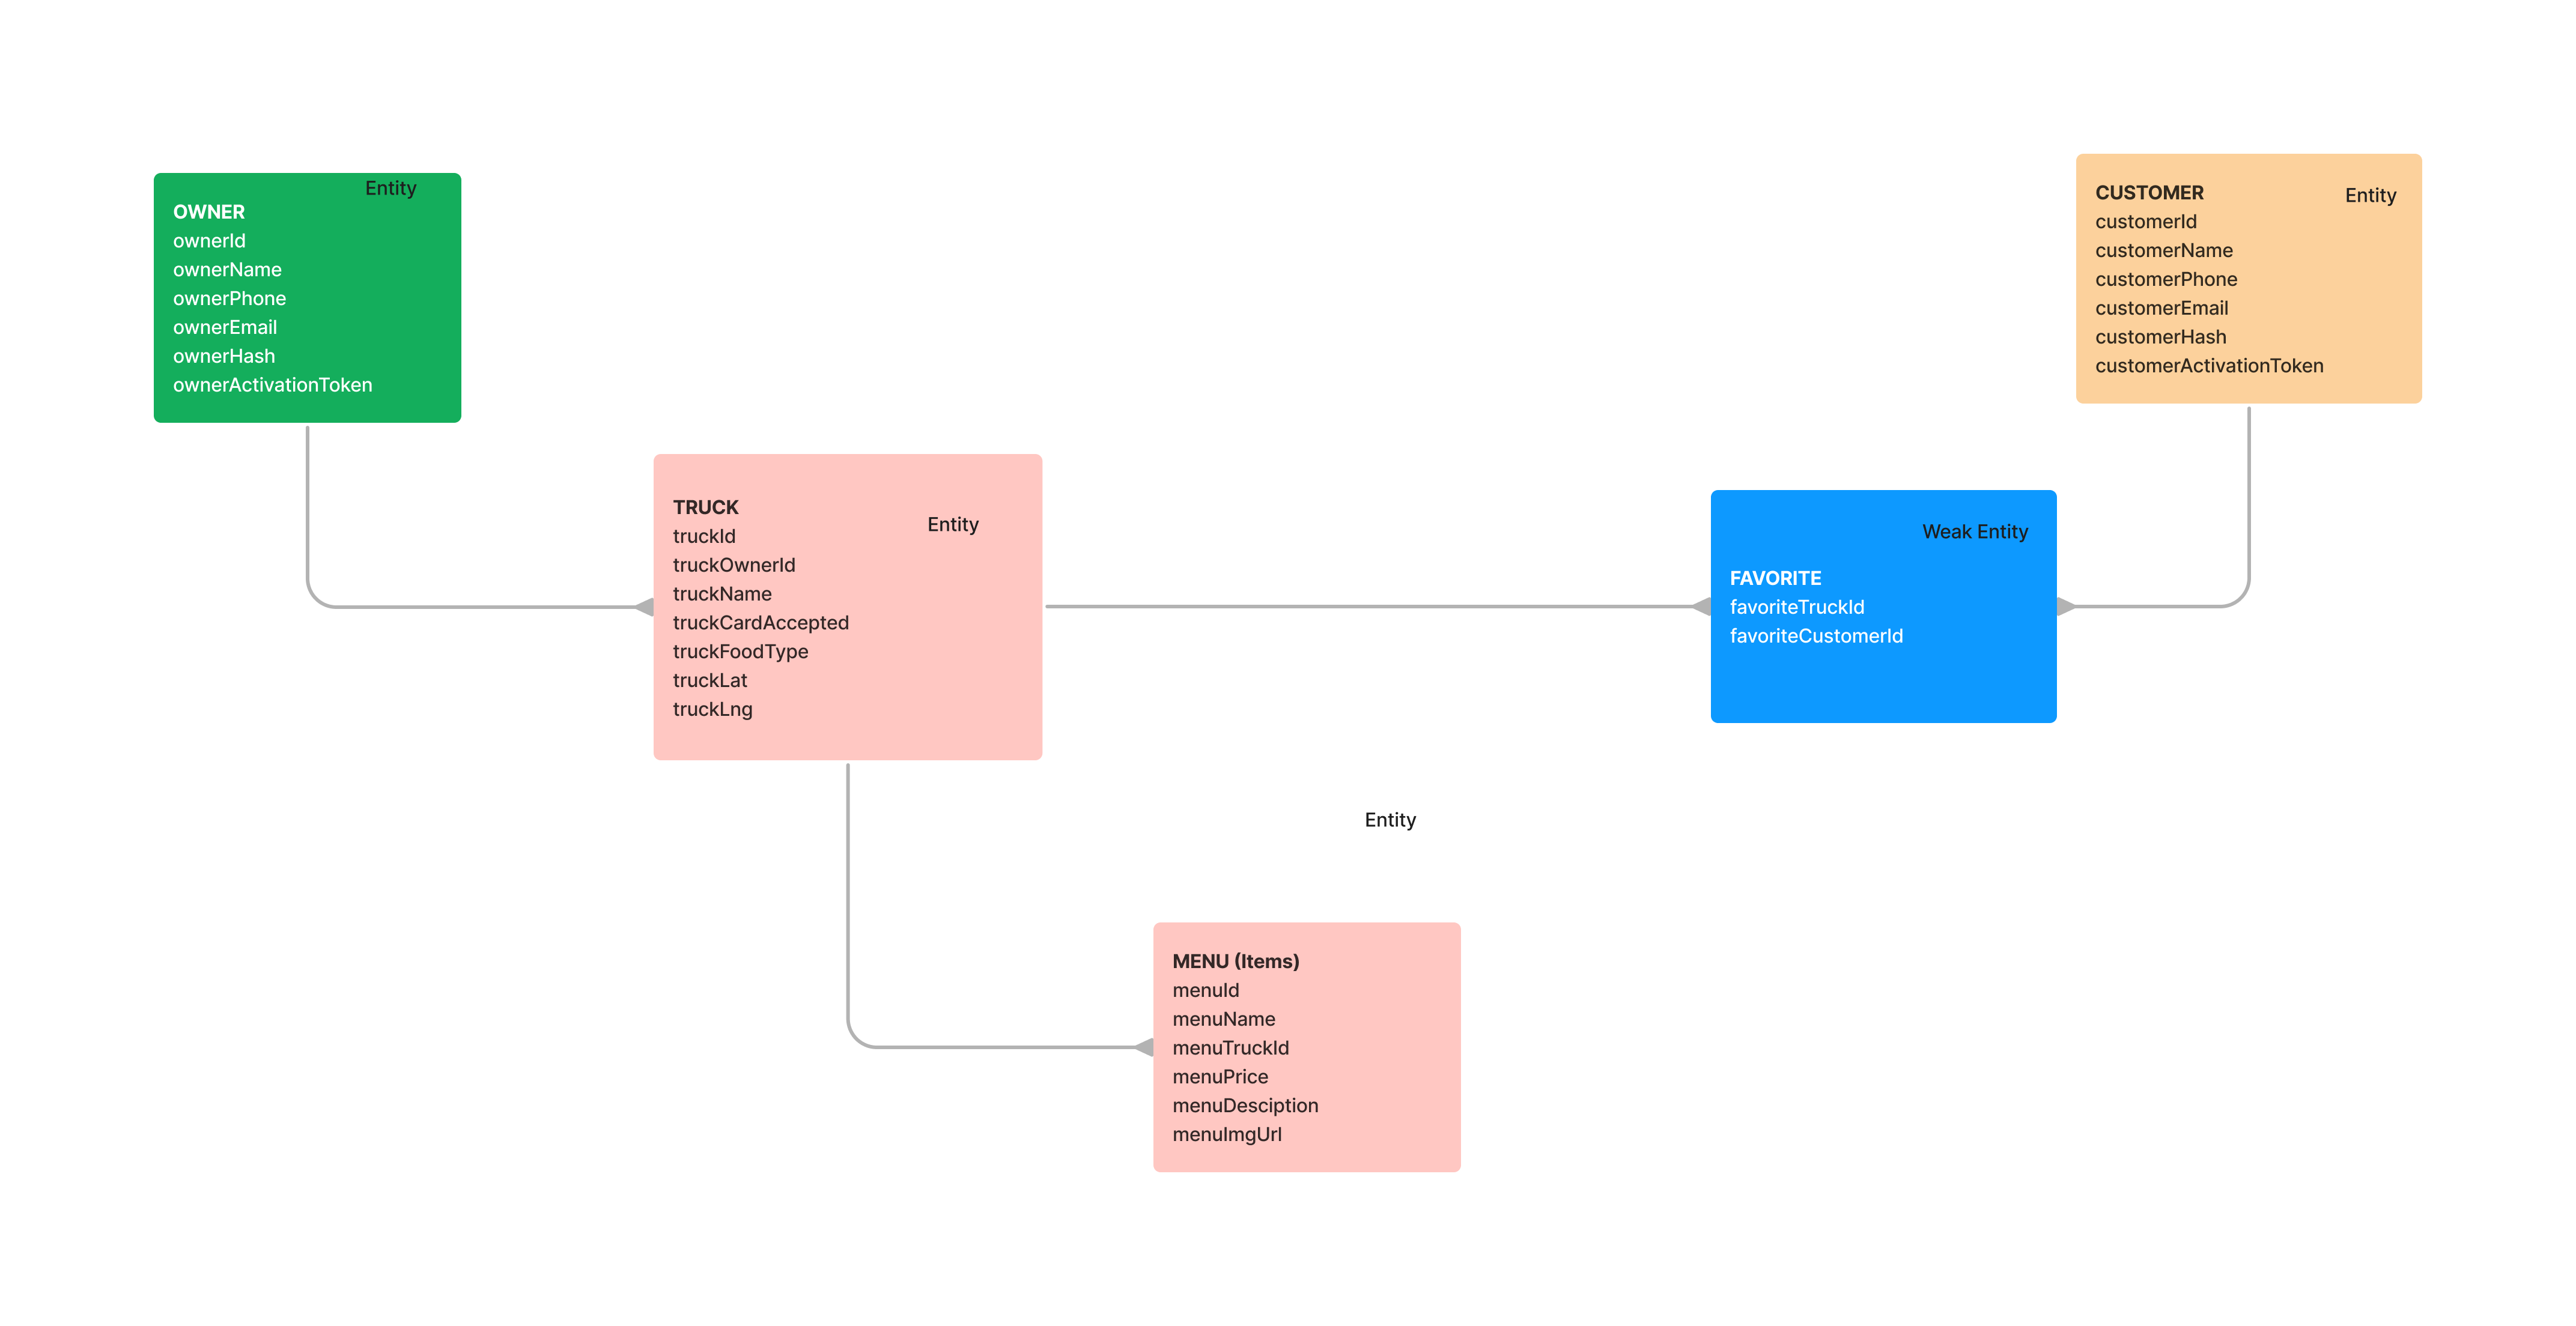 Entity
OWNER
ownerId
ownerName
ownerPhone
ownerEmail
ownerHash
ownerActivationToken
CUSTOMER
Entity
customerId
customerName
customerPhone
customerEmail
customerHash
customerActivationToken
TRUCK
Entity
truckId
truckOwnerId
truckName
truckCardAccepted
truckFoodType
truckLat
truckLng
Weak Entity
FAVORITE
favoriteTruckId
favoriteCustomerId
Entity
MENU (Items)
menuId
menuName
menuTruckId
menuPrice
menuDesciption
menuImgUrl